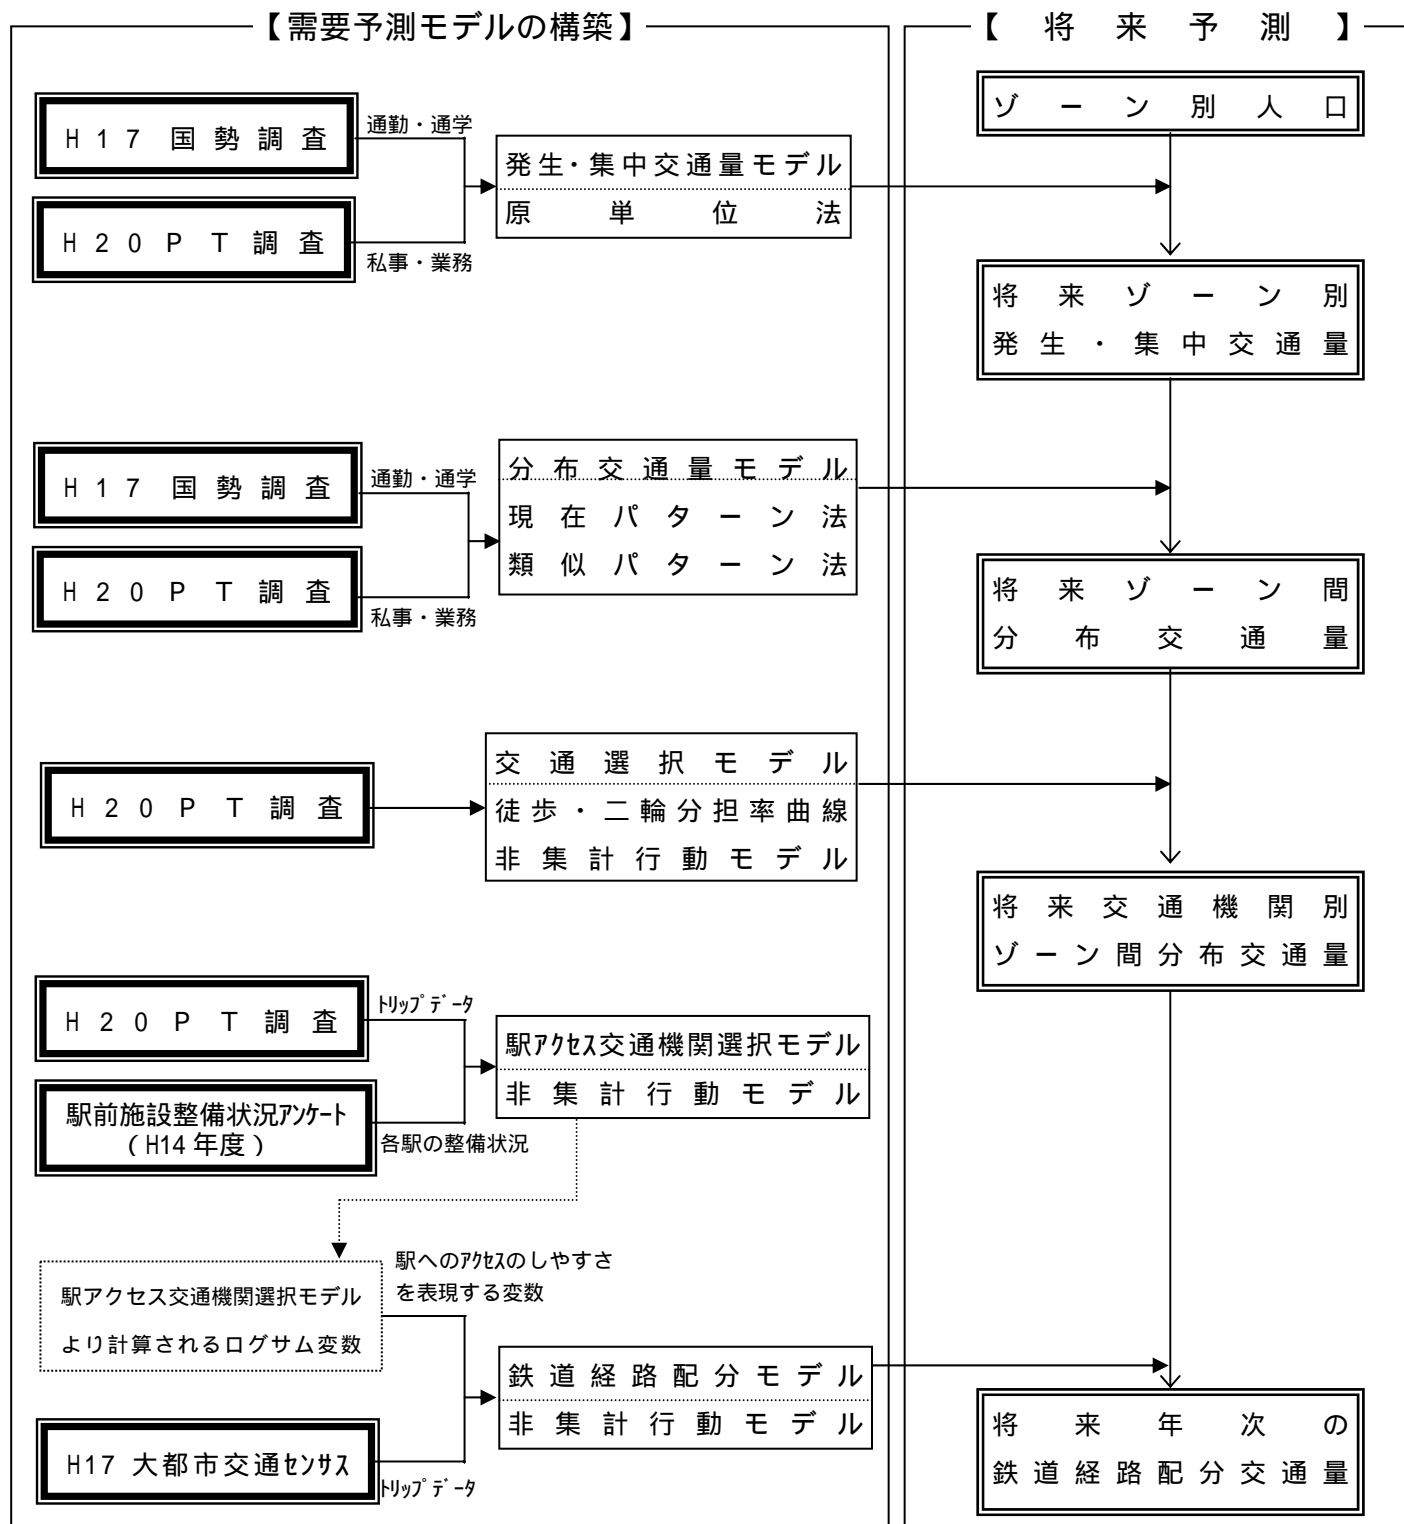 【需要予測モデルの構築】
H17 国勢調査
通勤・通学
H20PT調査
私事・業務
発生・集中交通量モデル
原単位法
H17 国勢調査
通勤・通学
H20PT調査
私事・業務
分布交通量モデル
現在パターン法
類似パターン法
H20PT調査
交通選択モデル
徒歩・二輪分担率曲線
非集計行動モデル
H20PT調査
ﾄﾘｯﾌﾟﾃﾞｰﾀ
駅前施設整備状況ｱﾝｹｰﾄ
(H14年度)
各駅の整備状況
駅ｱｸｾｽ交通機関選択モデル
非集計行動モデル
駅アクセス交通機関選択モデル
より計算されるログサム変数
駅へのｱｸｾｽのしやすさ
を表現する変数
H17 大都市交通ｾﾝｻｽ
ﾄﾘｯﾌﾟﾃﾞｰﾀ
鉄道経路配分モデル
非集計行動モデル
【将来予測】
ゾーン別人口
将来ゾーン別
発生・集中交通量
将来ゾーン間
分布交通量
将来交通機関別
ゾーン間分布交通量
将来年次の
鉄道経路配分交通量